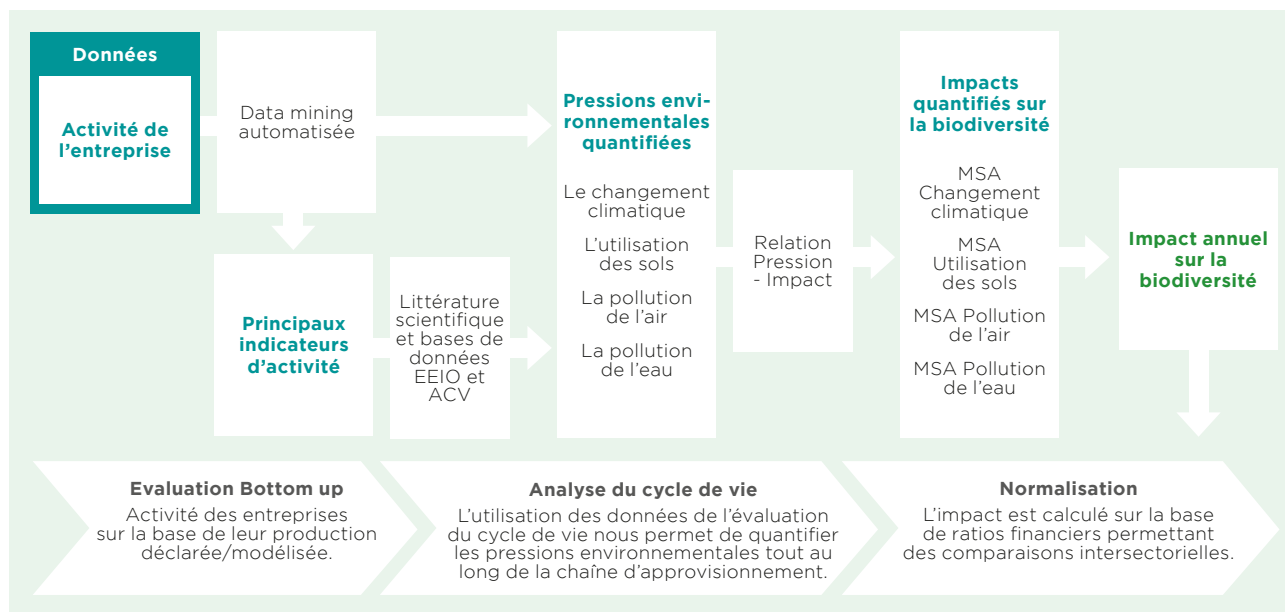 Données
Activité de
l'entreprise
Data mining
automatisée
Principaux
indicateurs
d'activité
Littérature
scientifique
et bases de
données
EEIO et
ACV
Pressions envi-
ronnementales
quantifiées
Le changement
climatique
L'utilisation
des sols
La pollution
de l'air
La pollution
de l'eau
Relation
Pression
- Impact
Impacts
quantifiés sur
la biodiversité
MSA
Changement
climatique
MSA
Utilisation
des sols
MSA Pollution
de l'air
MSA Pollution
de l'eau
Impact annuel
sur la
biodiversité
Evaluation Bottom up
Activité des entreprises
sur la base de leur production
déclarée/modélisée.
Analyse du cycle de vie
L'utilisation des données de l'évaluation
du cycle de vie nous permet de quantifier
les pressions environnementales tout au
long de la chaîne d'approvisionnement.
Normalisation
L'impact est calculé sur la base
de ratios financiers permettant
des comparaisons intersectorielles.